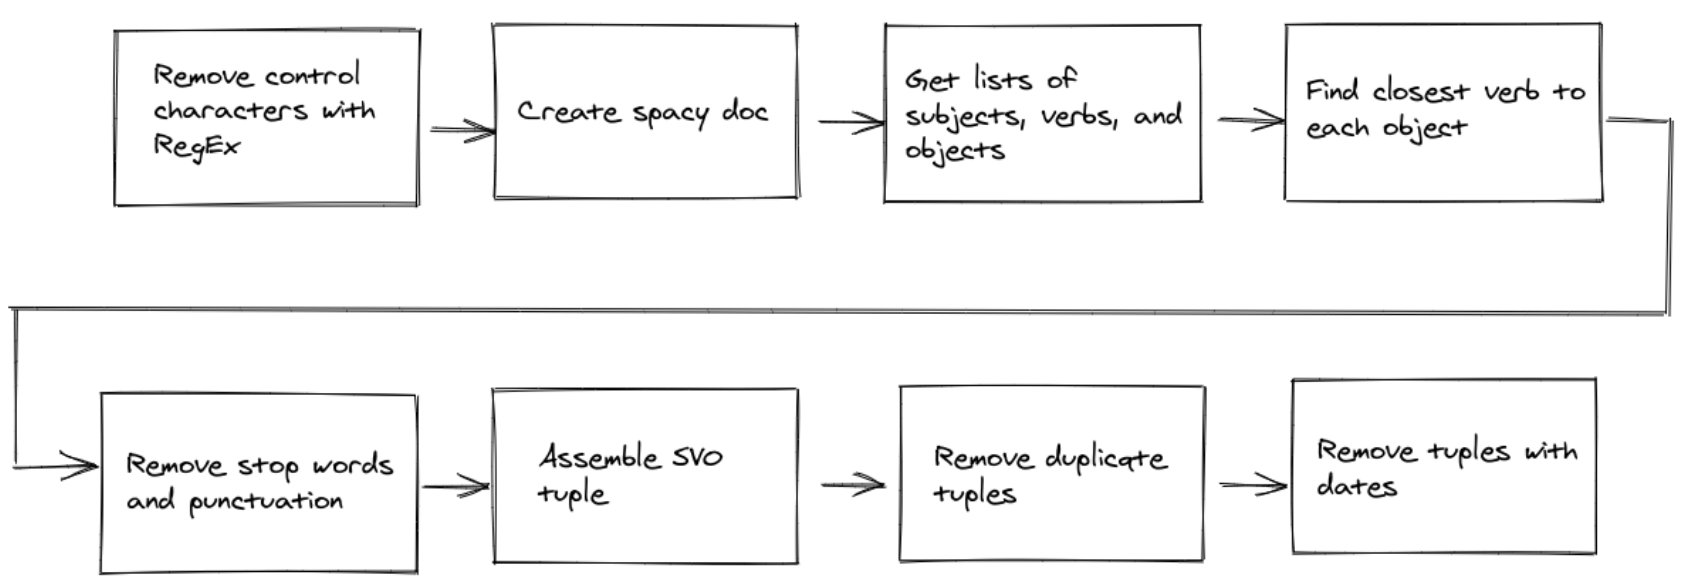 Remove control
characters with
RegEx
Create spacy doc
Get lists of
subjects, verbs, and
objects
Find closest verb to
each object
Remove stop words
and punctuation
Assemble SVO
tuple
Remove duplicate
tuples
Remove tuples with
dates